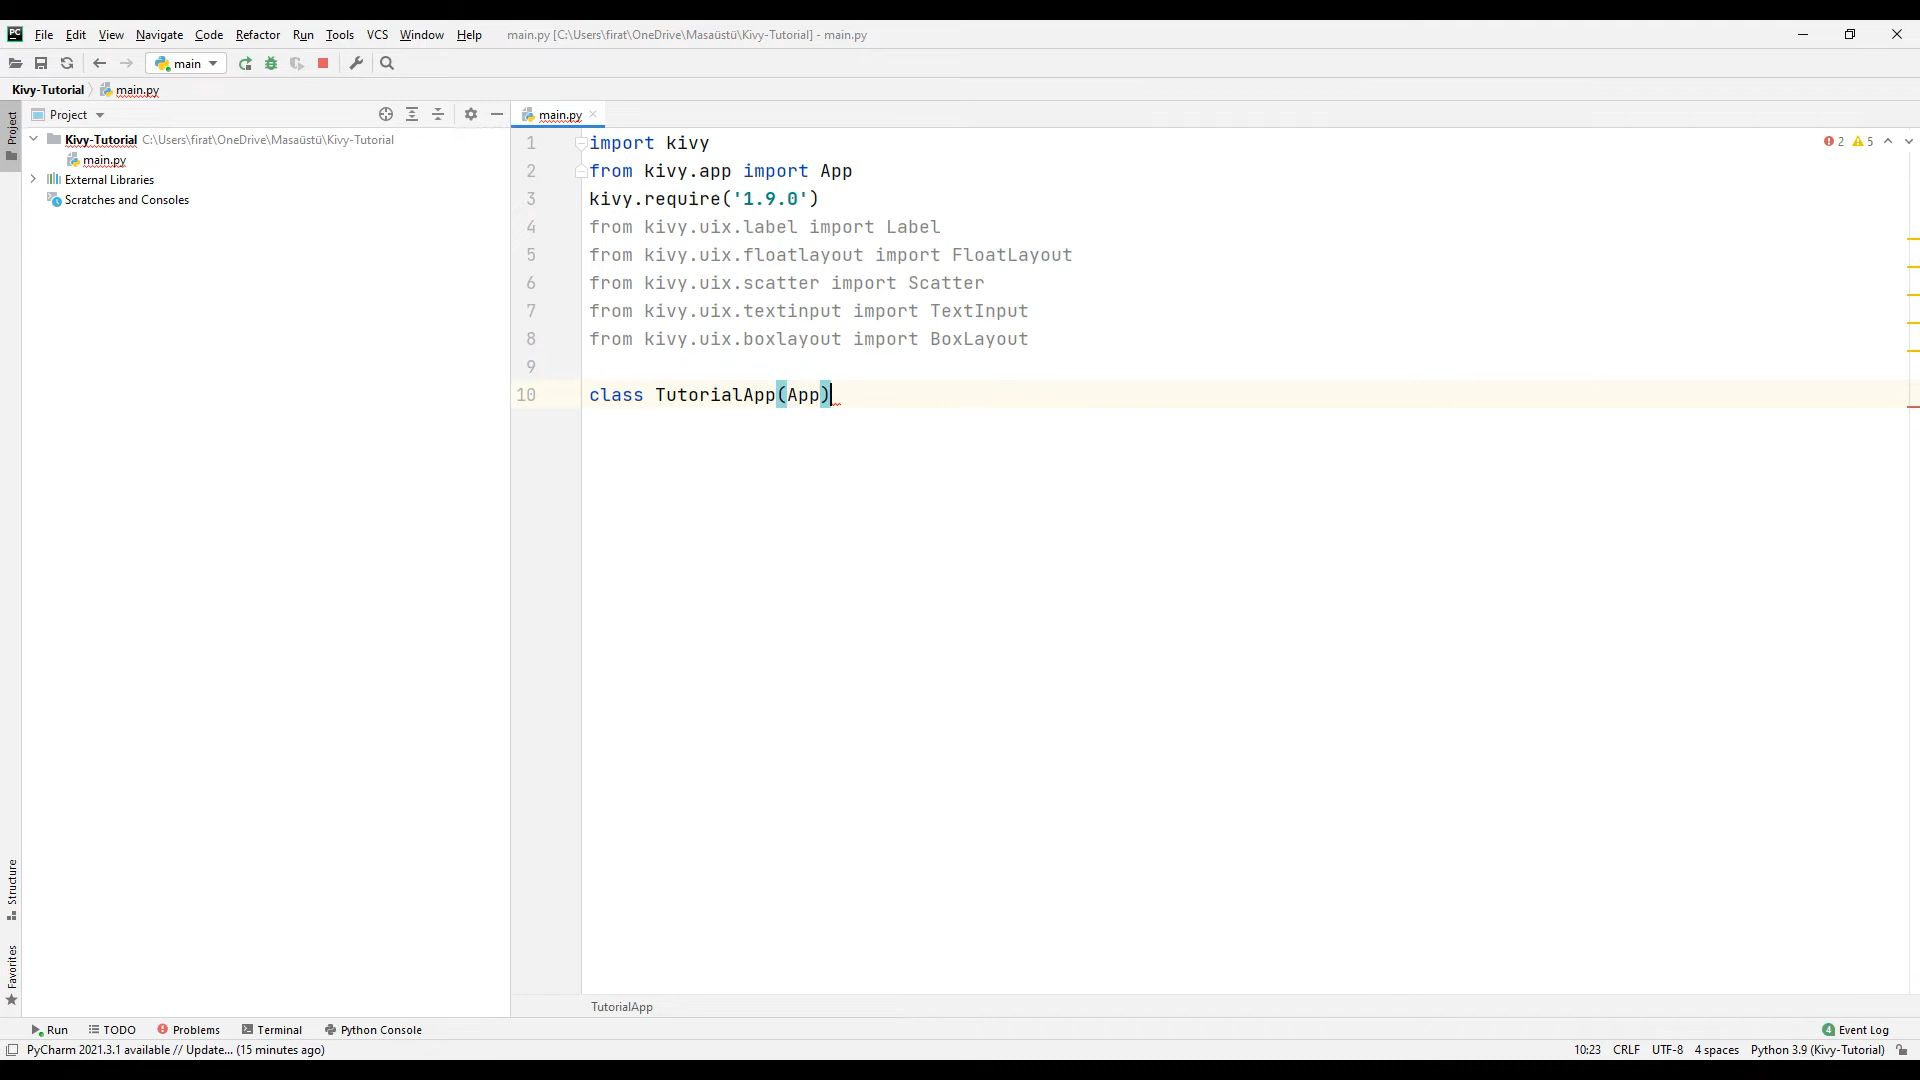 PC File Edit View Navigate Code Refactor Run Tools VCS Window Help main.py [C:\Users\firat\OneDrive\Masaüstü\Kivy-Tutorial] - main.py
main
Kivy-Tutorial main.py
Project
Project
main.py
Kivy-Tutorial C:\Users\firat\OneDrive\Masaüstü\Kivy-Tutorial
main.py
External Libraries
Scratches and Consoles
2 5
1 import kivy
2 from kivy.app import App
3 kivy.require('1.9.0')
4 from kivy.uix.label import Label
5 from kivy.uix.floatlayout import FloatLayout
6 from kivy.uix.scatter import Scatter
7 from kivy.uix.textinput import TextInput
8 from kivy.uix.boxlayout import BoxLayout
9
10 class TutorialApp(App)
Structure
Favorites
TutorialApp
Run TODO Problems Terminal Python Console 4 Event Log
PyCharm 2021.3.1 available // Update... (15 minutes ago) 10:23 CRLF UTF-8 4 spaces Python 3.9 (Kivy-Tutorial)